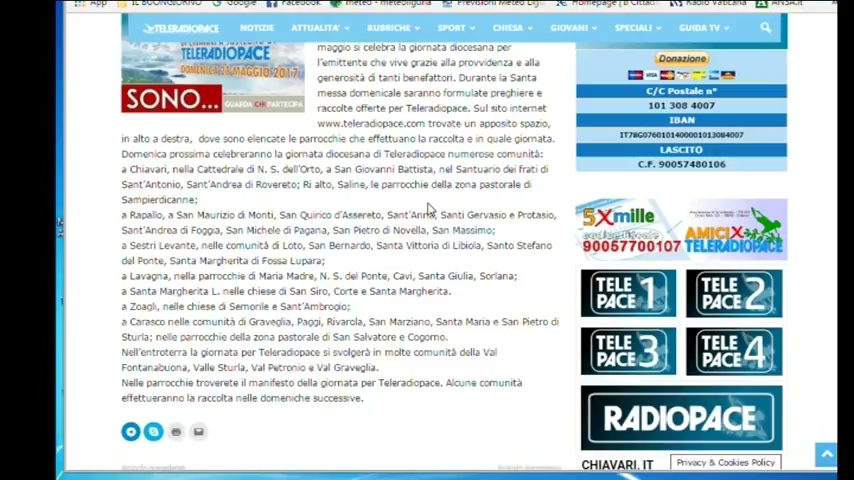 App
IL BUONGIORNO
Google
Facebook
meteo - meteoliguria
Previsioni Meteo Lig
Homepage | Il Cittad
Radio Vaticana
ANSA.it
TELERADIOPACE
NOTIZIE
ATTUALITA'
RUBRICHE
SPORT
CHIESA
GIOVANI
SPECIALI
GUIDA TV
TELERADIOPACE
DOMENICA 28 MAGGIO 2017
SONO...
GUARDA CHI PARTECIPA
maggio si celebra la giornata diocesana per
l'emittente che vive grazie alla provvidenza e alla
generosità di tanti benefattori. Durante la Santa
messa domenicale saranno formulate preghiere e
raccolte offerte per Teleradiopace. Sul sito internet
www.teleradiopace.com trovate un apposito spazio,
in alto a destra, dove sono elencate le parrocchie che effettuano la raccolta e in quale giornata.
Domenica prossima celebreranno la giornata diocesana di Teleradiopace numerose comunità:
a Chiavari, nella Cattedrale di N. S. dell'Orto, a San Giovanni Battista, nel Santuario dei frati di
Sant'Antonio, Sant'Andrea di Rovereto; Ri alto, Saline, le parrocchie della zona pastorale di
Sampierdicanne;
a Rapallo, a San Maurizio di Monti, San Quirico d'Assereto, Sant'Anna, Santi Gervasio e Protasio,
Sant'Andrea di Foggia, San Michele di Pagana, San Pietro di Novella, San Massimo;
a Sestri Levante, nelle comunità di Loto, San Bernardo, Santa Vittoria di Libiola, Santo Stefano
del Ponte, Santa Margherita di Fossa Lupara;
a Lavagna, nella parrocchie di Maria Madre, N. S. del Ponte, Cavi, Santa Giulia, Sorlana;
a Santa Margherita L. nelle chiese di San Siro, Corte e Santa Margherita.
a Zoagli, nelle chiese di Semorile e Sant'Ambrogio;
a Carasco nelle comunità di Graveglia, Paggi, Rivarola, San Marziano, Santa Maria e San Pietro di
Sturla; nelle parrocchie della zona pastorale di San Salvatore e Cogorno.
Nell'entroterra la giornata per Teleradiopace si svolgerà in molte comunità della Val
Fontanabuona, Valle Sturla, Val Petronio e Val Graveglia.
Nelle parrocchie troverete il manifesto della giornata per Teleradiopace. Alcune comunità
effettueranno la raccolta nelle domeniche successive.
Donazione
C/C Postale n°
101 308 4007
IBAN
IT78G0760101400001013084007
LASCITO
C.F. 90057480106
5Xmille
90057700107
AMICIX
TELERADIOPACE
TELE PACE 1
TELE PACE 2
TELE PACE 3
TELE PACE 4
RADIOPACE
CHIAVARI, IT
Privacy & Cookies Policy